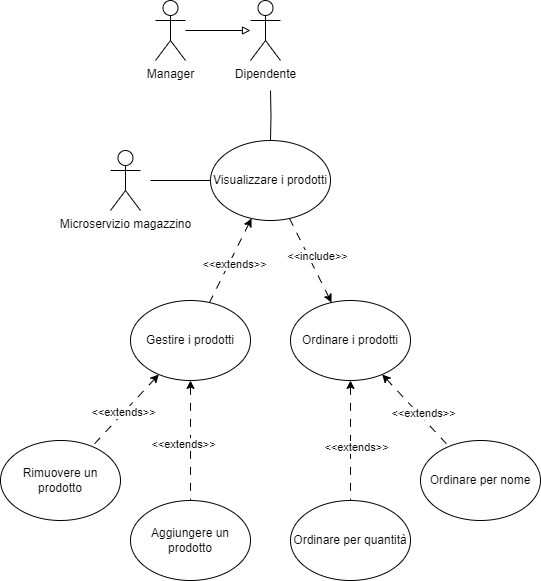 Manager
Dipendente
Visualizzare i prodotti
Microservizio magazzino
<<extends>>
<<include>>
Gestire i prodotti
Ordinare i prodotti
<<extends>>
<<extends>>
<<extends>>
<<extends>>
Rimuovere un
prodotto
Ordinare per nome
Aggiungere un
prodotto
Ordinare per quantità